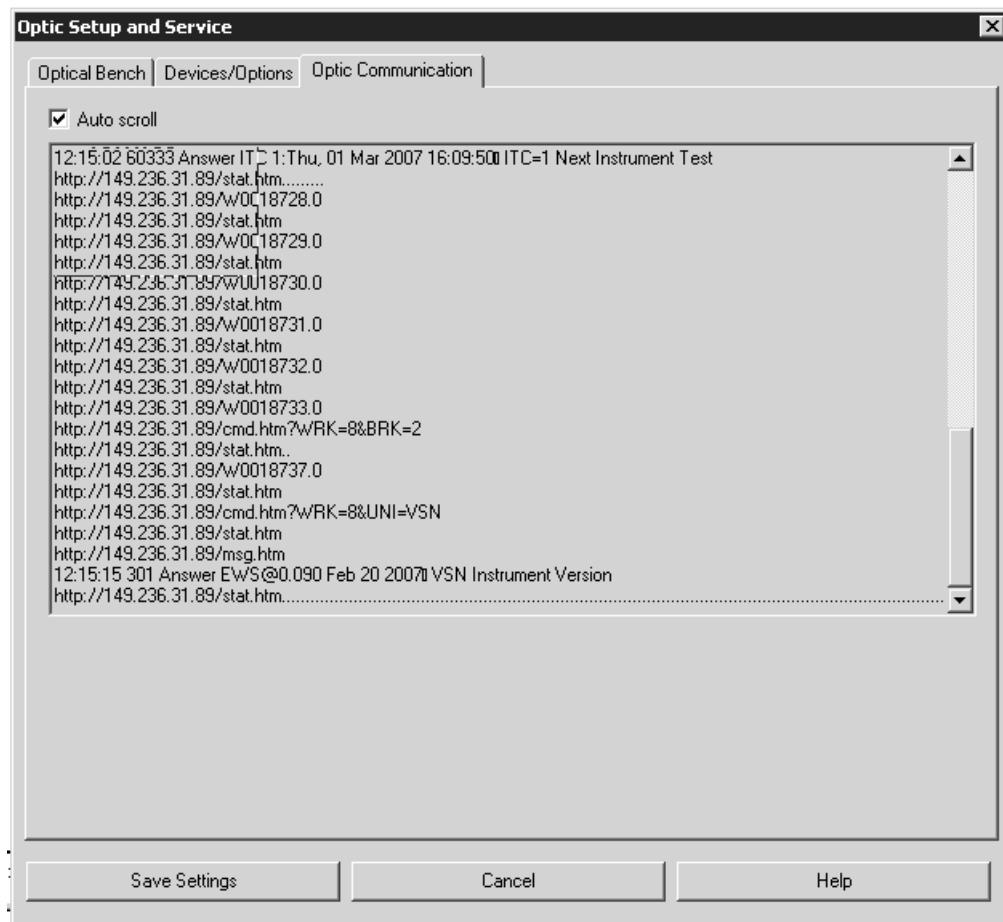 Optic Setup and Service
Optical Bench Devices/Options Optic Communication
Auto scroll
12:15:02 60333 Answer ITC 1:Thu, 01 Mar 2007 16:09:50▯ ITC=1 Next Instrument Test
http://149.236.31.89/stat.htm.........
http://149.236.31.89/W0018728.0
http://149.236.31.89/stat.htm
http://149.236.31.89/W0018729.0
http://149.236.31.89/stat.htm
http://149.236.31.89/W0018730.0
http://149.236.31.89/stat.htm
http://149.236.31.89/W0018731.0
http://149.236.31.89/stat.htm
http://149.236.31.89/W0018732.0
http://149.236.31.89/stat.htm
http://149.236.31.89/W0018733.0
http://149.236.31.89/cmd.htm?WRK=8&BRK=2
http://149.236.31.89/stat.htm..
http://149.236.31.89/W0018737.0
http://149.236.31.89/stat.htm
http://149.236.31.89/cmd.htm?WRK=8&UNI=VSN
http://149.236.31.89/stat.htm
http://149.236.31.89/msg.htm
12:15:15 301 Answer EWS@0.090 Feb 20 2007▯ VSN Instrument Version
http://149.236.31.89/stat.htm....................................................................................................................
Save Settings Cancel Help